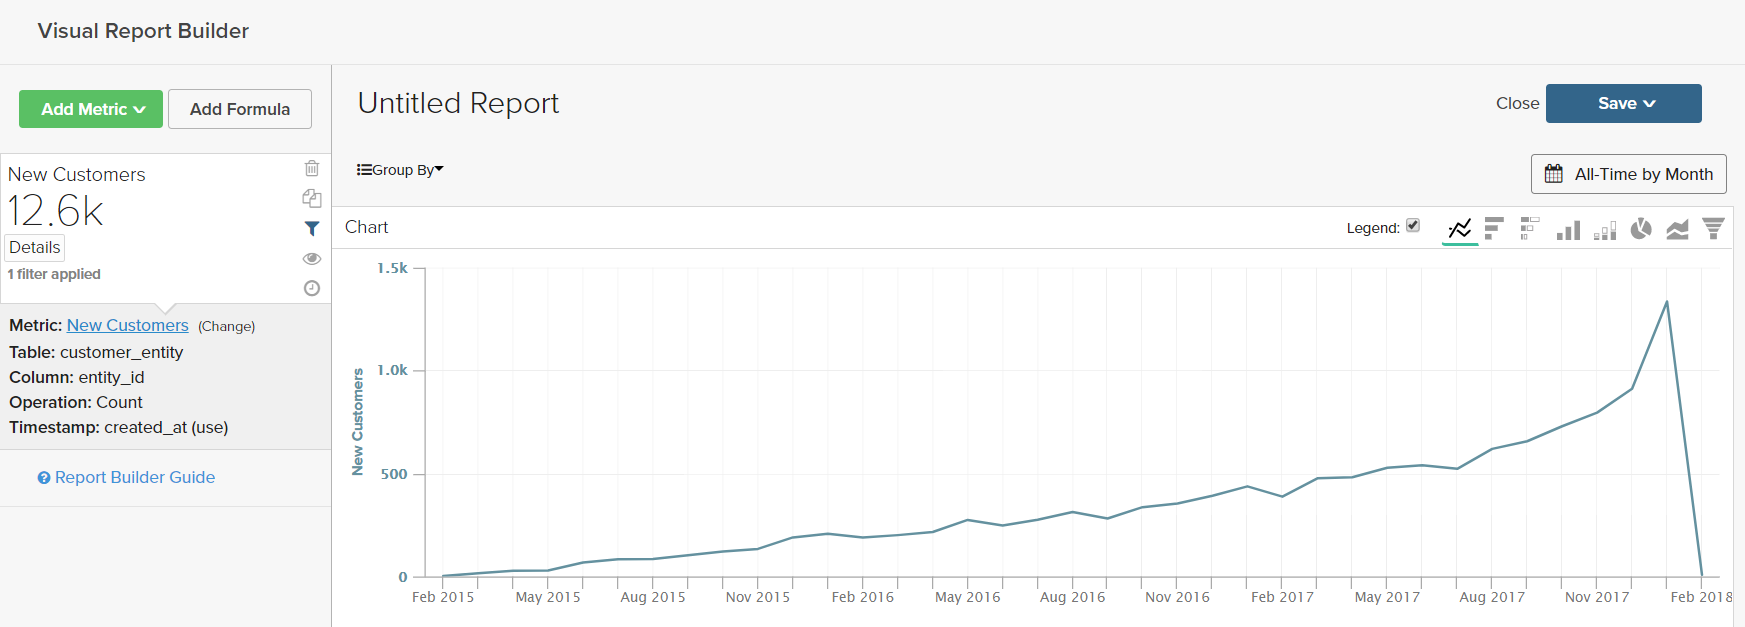 Visual Report Builder
Add Metric
Add Formula
New Customers
12.6k
Details
1 filter applied
Metric: New Customers (Change)
Table: customer_entity
Column: entity_id
Operation: Count
Timestamp: created_at (use)
? Report Builder Guide
Untitled Report
Close
Save
Group By
All-Time by Month
Chart
Legend:
New Customers
1.5k
1.0k
500
0
Feb 2015 May 2015 Aug 2015 Nov 2015 Feb 2016 May 2016 Aug 2016 Nov 2016 Feb 2017 May 2017 Aug 2017 Nov 2017 Feb 2018